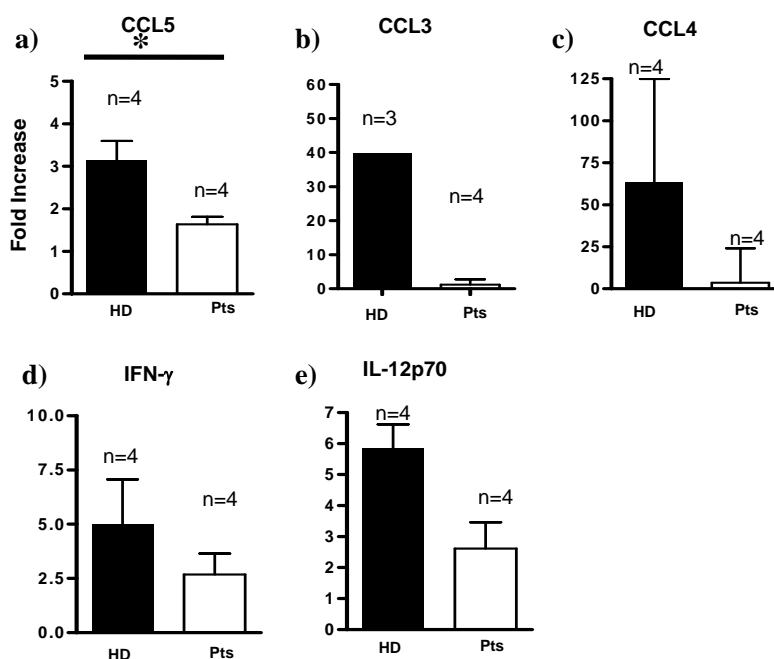 a)
CCL5
*
Fold Increase
5
4
3
2
1
0
n=4
n=4
HD
Pts
b)
CCL3
60
50
40
30
20
10
0
n=3
n=4
HD
Pts
c)
CCL4
125
100
75
50
25
0
n=4
n=4
HD
Pts
d)
IFN-γ
10.0
7.5
5.0
2.5
0.0
n=4
n=4
HD
Pts
e)
IL-12p70
7
6
5
4
3
2
1
0
n=4
n=4
HD
Pts